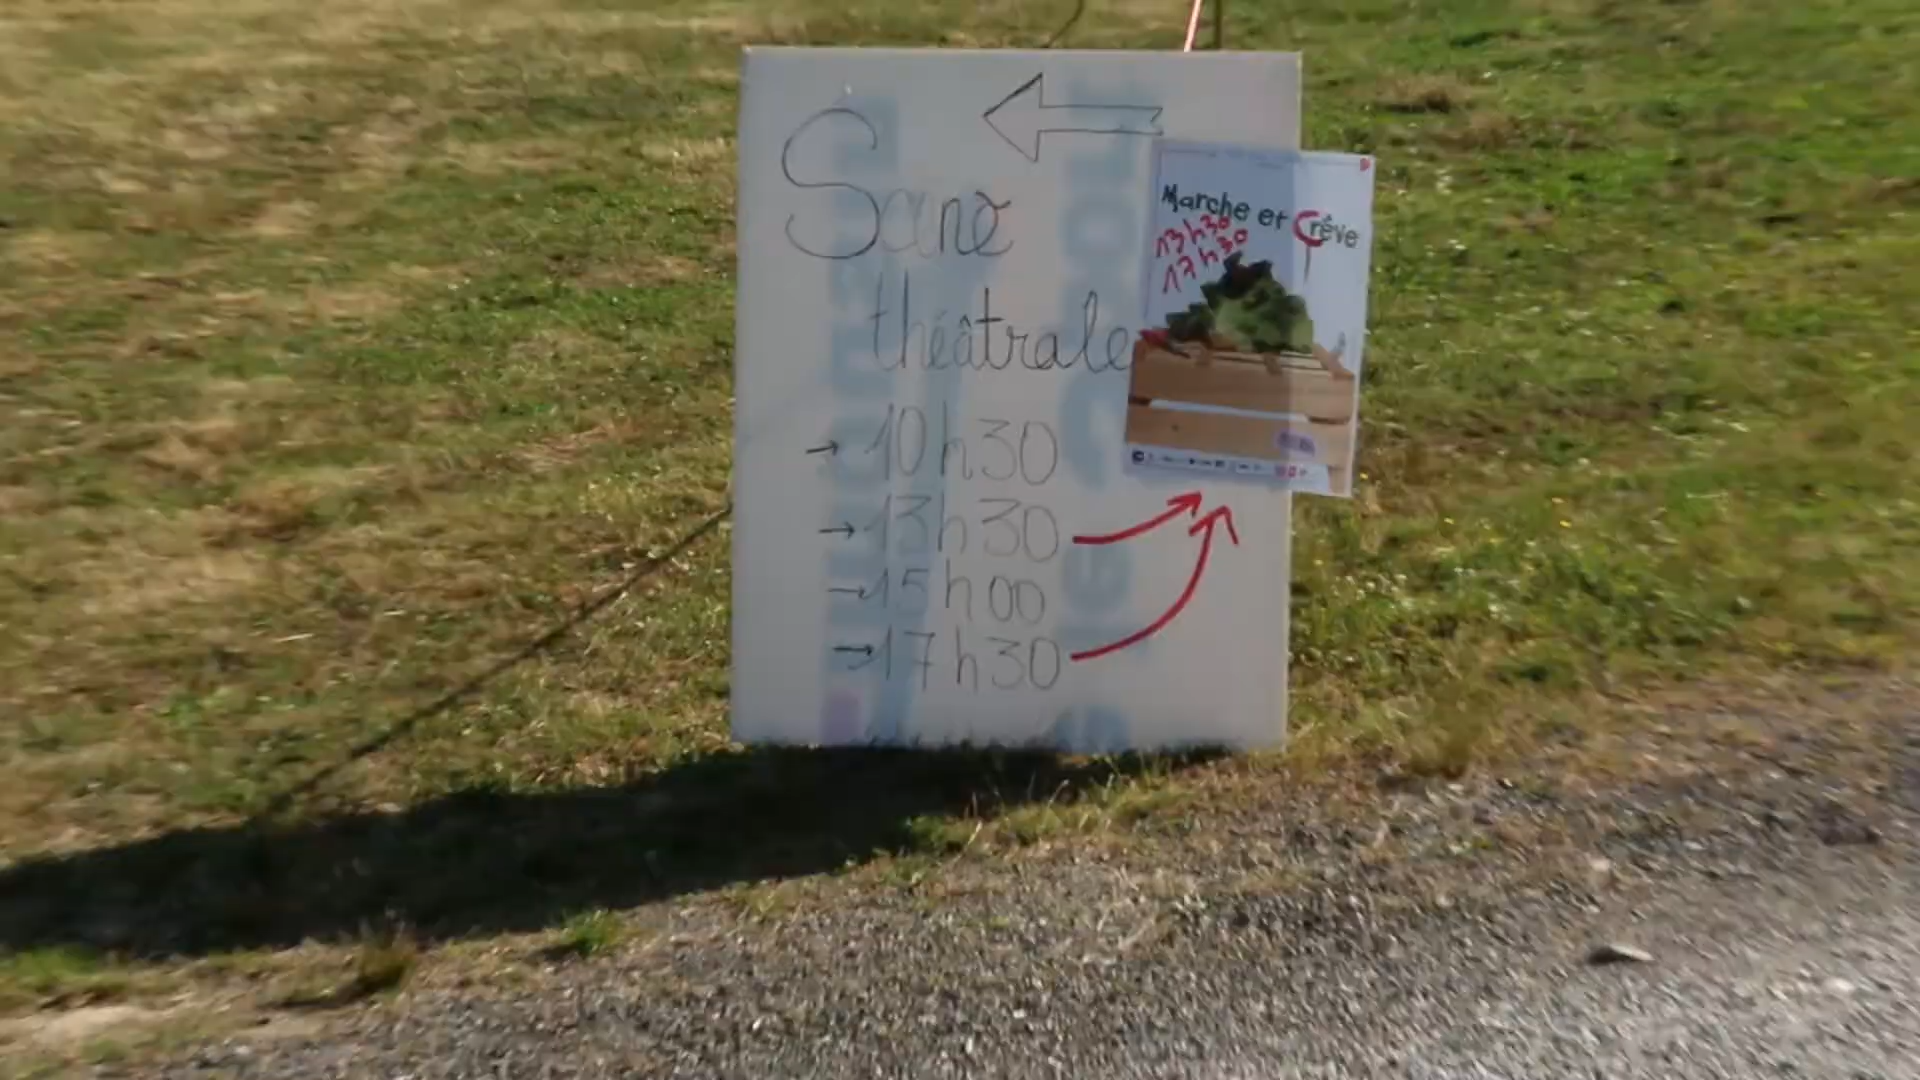 Scène
théâtrale
→ 10h30
→ 13h30
→ 15h00
→ 17h30
Marche et Crêve
13h30
17h30